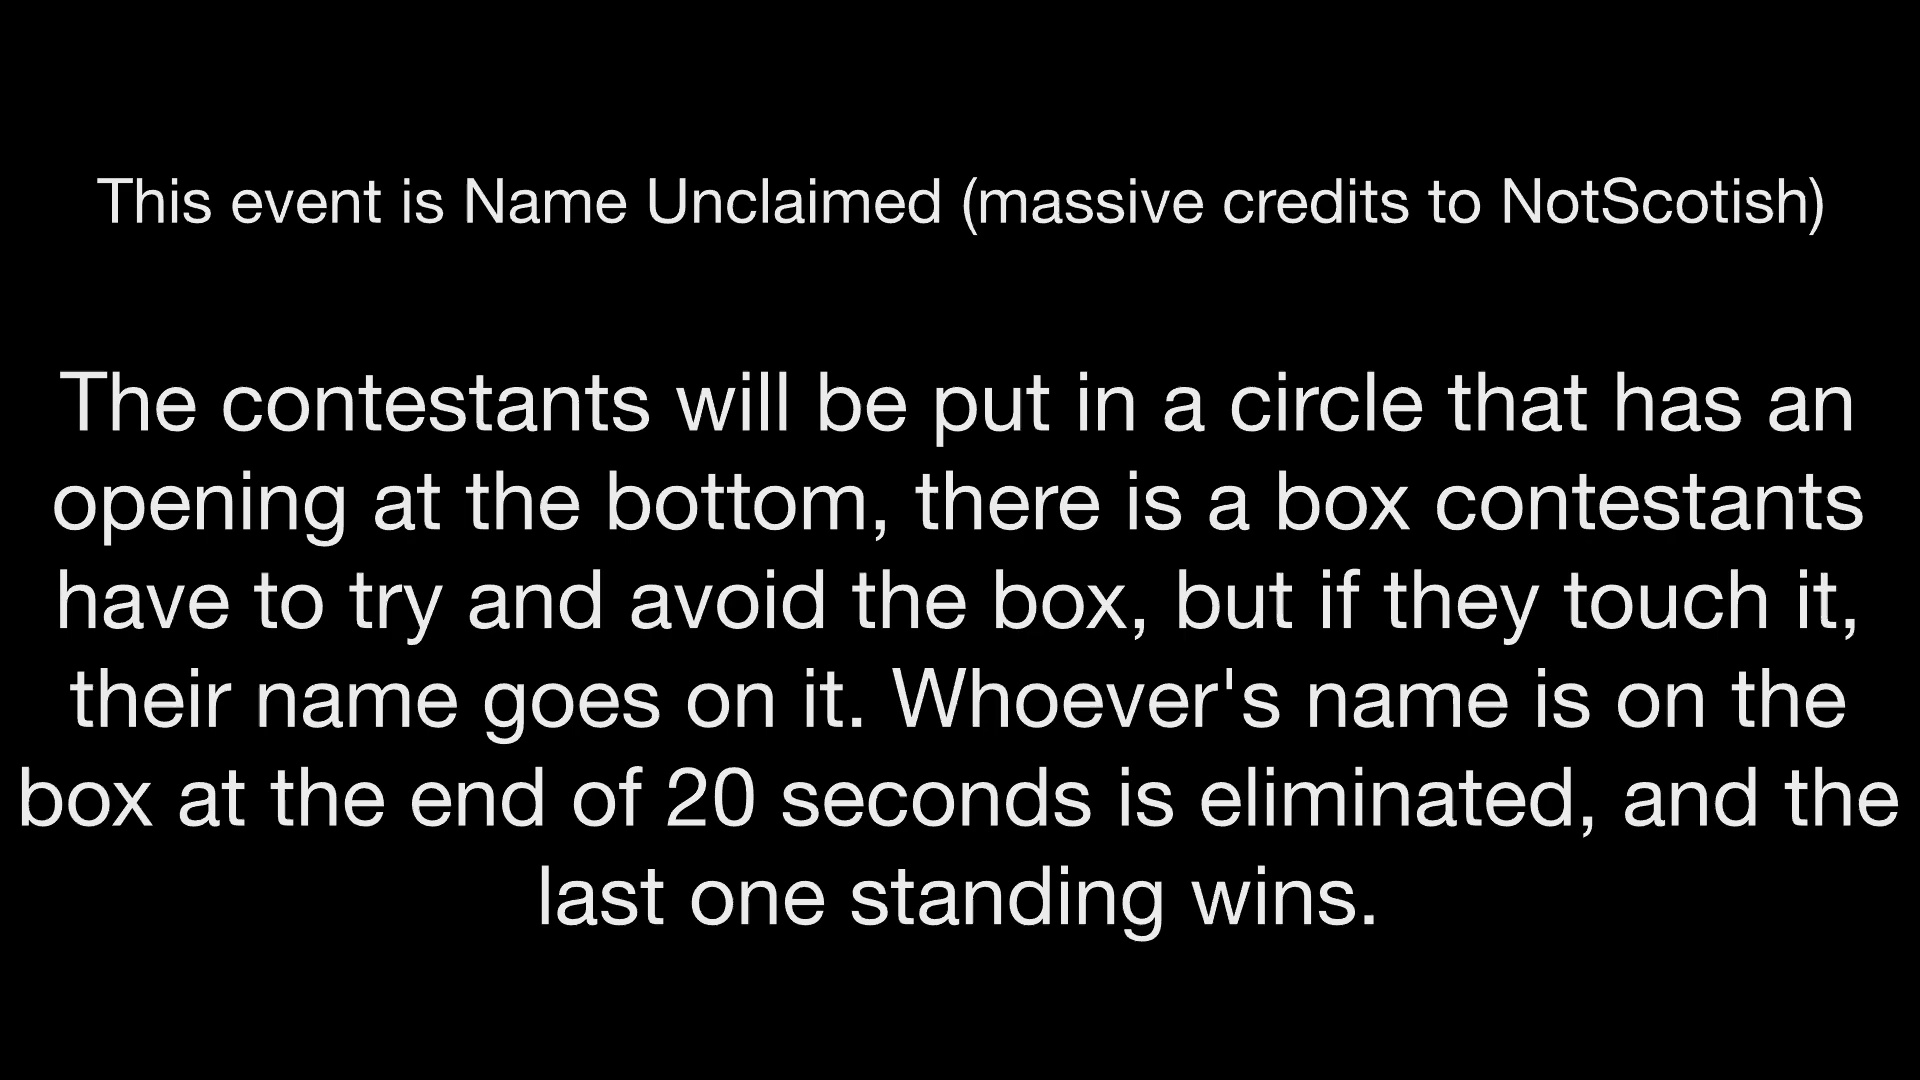 This event is Name Unclaimed (massive credits to NotScotish)
The contestants will be put in a circle that has an
opening at the bottom, there is a box contestants
have to try and avoid the box, but if they touch it,
their name goes on it. Whoever's name is on the
box at the end of 20 seconds is eliminated, and the
last one standing wins.